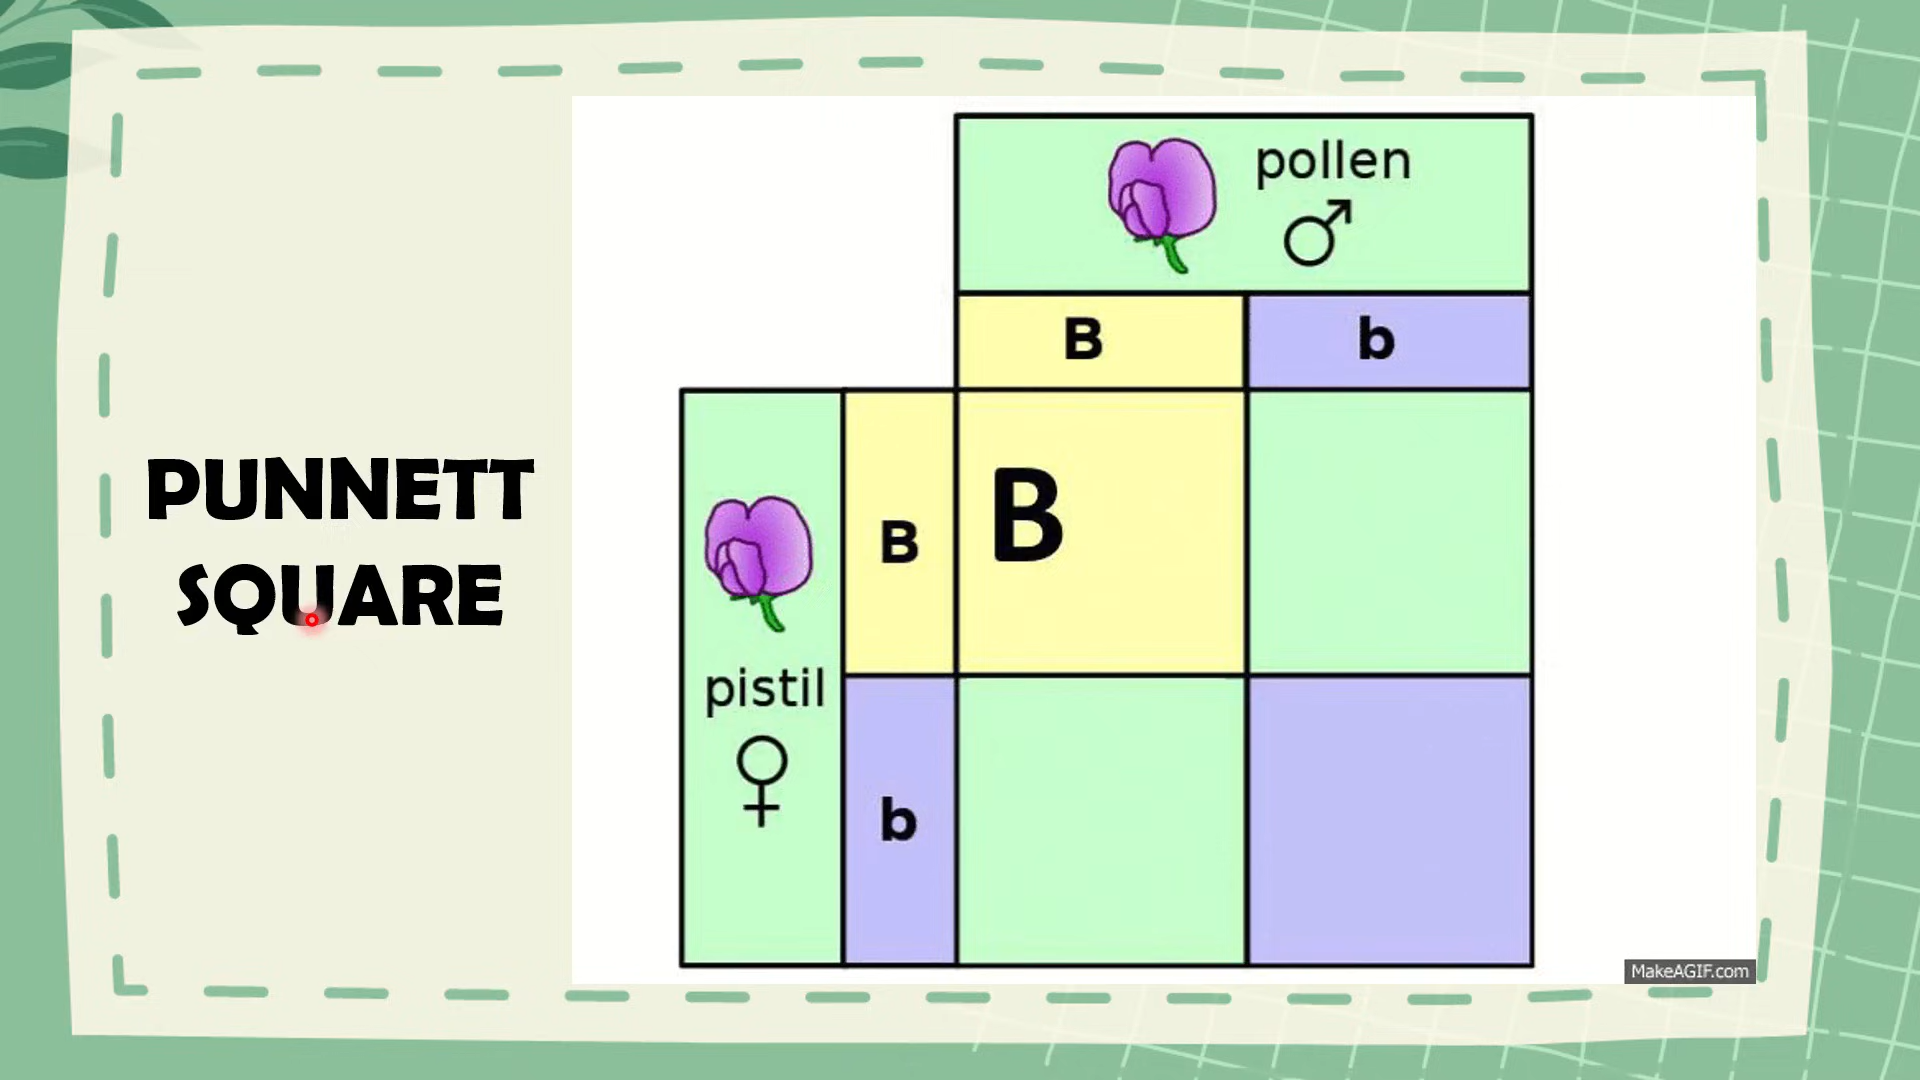 PUNNETT
SQUARE
pollen
♂
B b
B B
pistil
♀
b
MakeAGIF.com